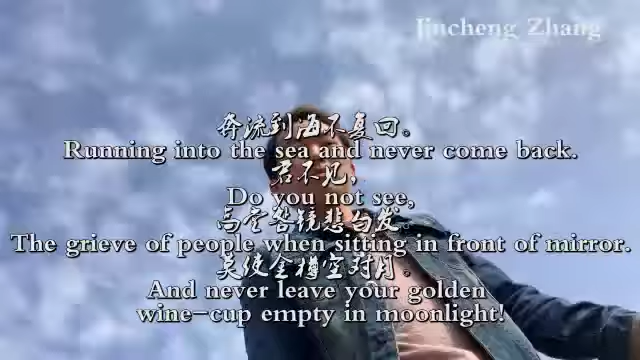 Jincheng Zhang
奔流到海不复回。
Running into the sea and never come back.
君不见，
Do you not see,
高堂明镜悲白发。
The grieve of people when sitting in front of mirror.
莫使金樽空对月。
And never leave your golden
wine-cup empty in moonlight!